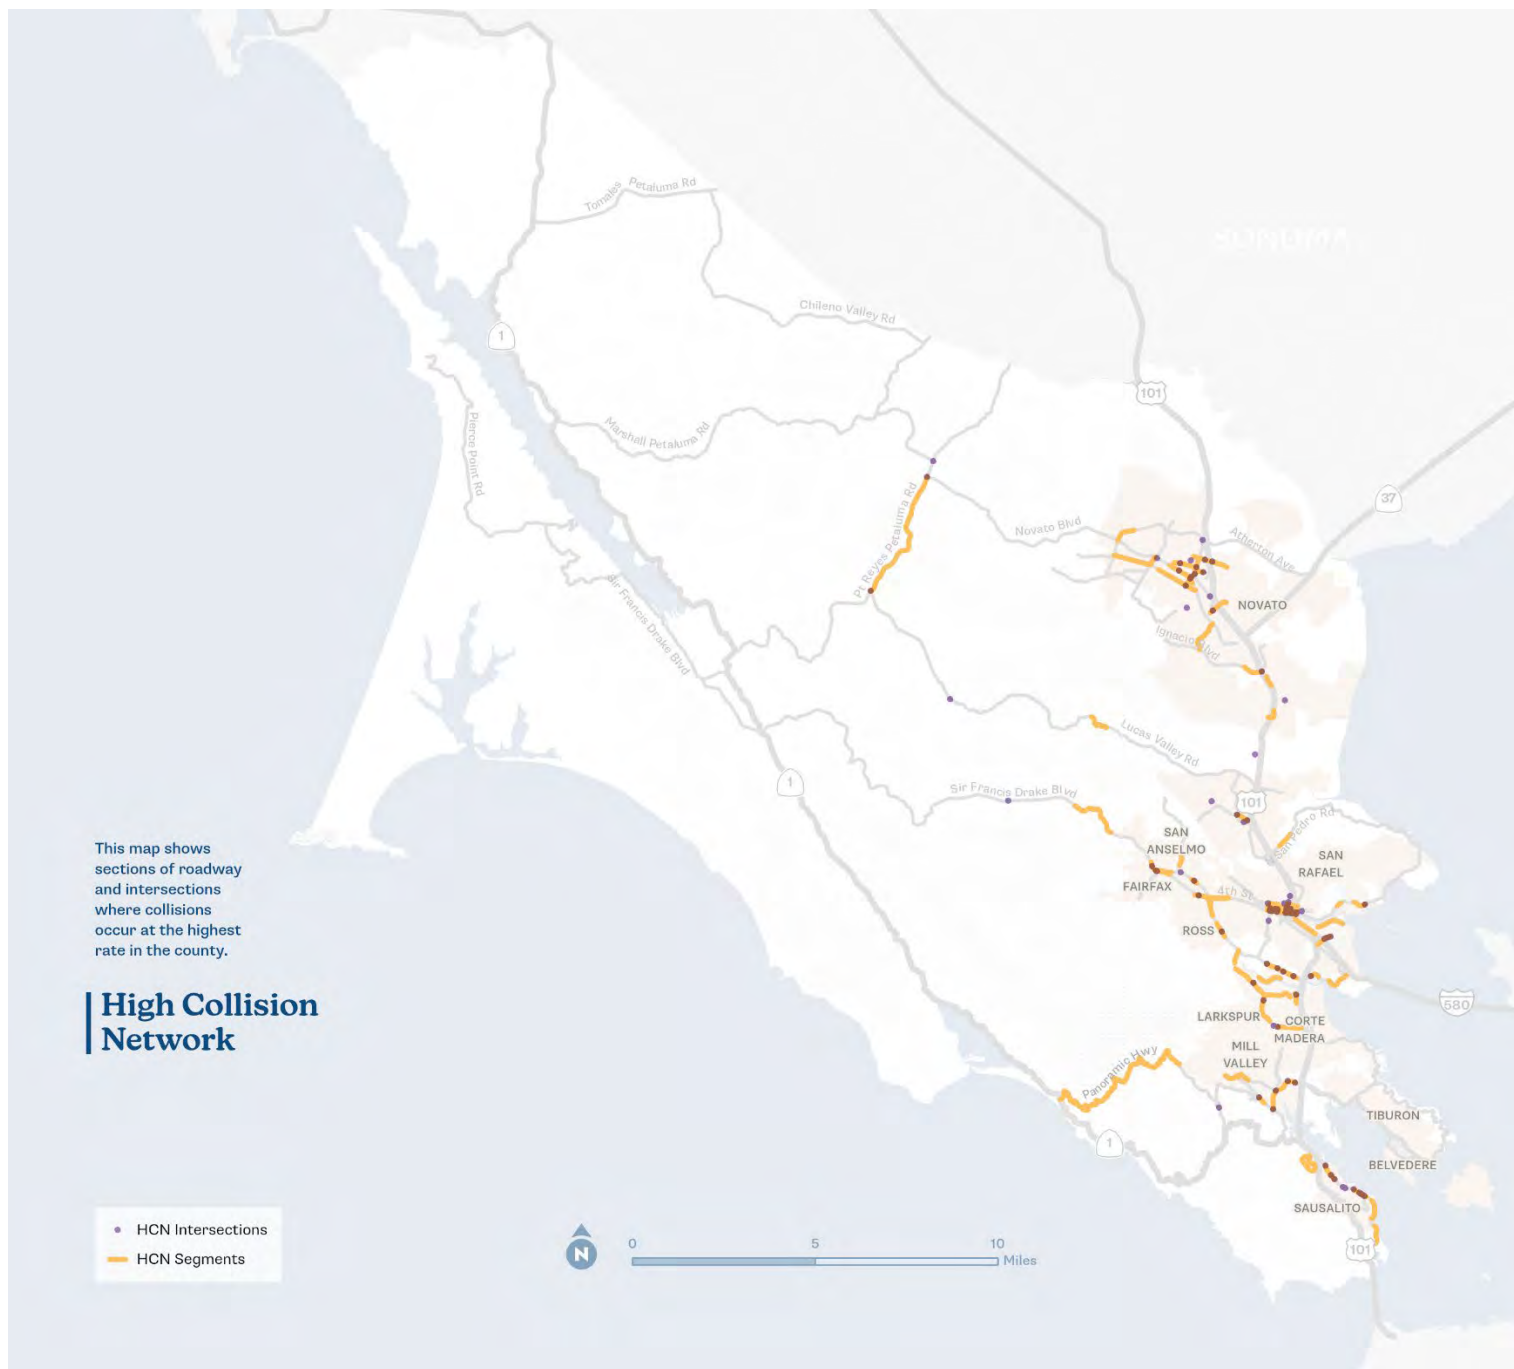 SONOMA
Tomales Petaluma Rd
Chileno Valley Rd
1
101
Marshall Petaluma Rd
Pierce Point Rd
37
Pt Reyes Petaluma Rd
Novato Blvd
Atherton Ave
Sir Francis Drake Blvd
NOVATO
Ignacio Blvd
Lucas Valley Rd
1
Sir Francis Drake Blvd
101
N San Pedro Rd
SAN
ANSELMO
SAN
RAFAEL
FAIRFAX
4th St
ROSS
This map shows
sections of roadway
and intersections
where collisions
occur at the highest
rate in the county.
High Collision
Network
580
LARKSPUR
CORTE
MADERA
MILL
VALLEY
Panoramic Hwy
TIBURON
1
BELVEDERE
SAUSALITO
101
HCN Intersections
HCN Segments
N
0 5 10
Miles